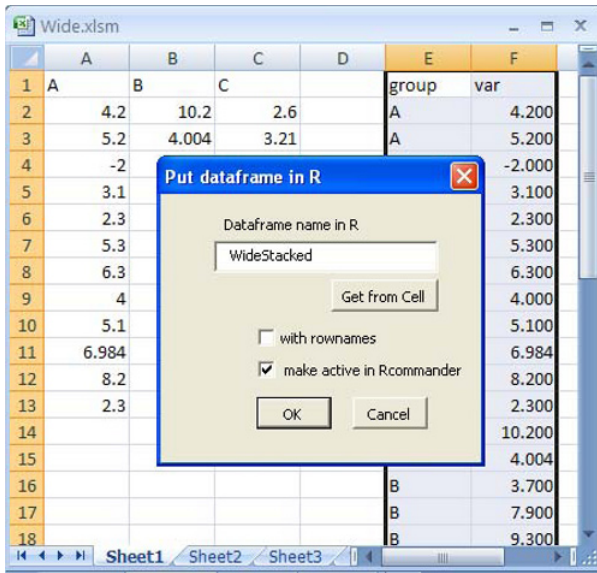 Wide.xlsm
A B C D E F
1 A B C group var
2 4.2 10.2 2.6 A 4.200
3 5.2 4.004 3.21 A 5.200
4 -2 -2.000
Put dataframe in R
5 3.1 3.100
6 2.3 2.300
Dataframe name in R
7 5.3 5.300
WideStacked
8 6.3 6.300
9 4 4.000
Get from Cell
10 5.1 5.100
11 6.984 6.984
with rownames
12 8.2 8.200
make active in Rcommander
13 2.3 2.300
OK Cancel
14 10.200
15 4.004
16 B 3.700
17 B 7.900
18 B 9.300
Sheet1 Sheet2 Sheet3